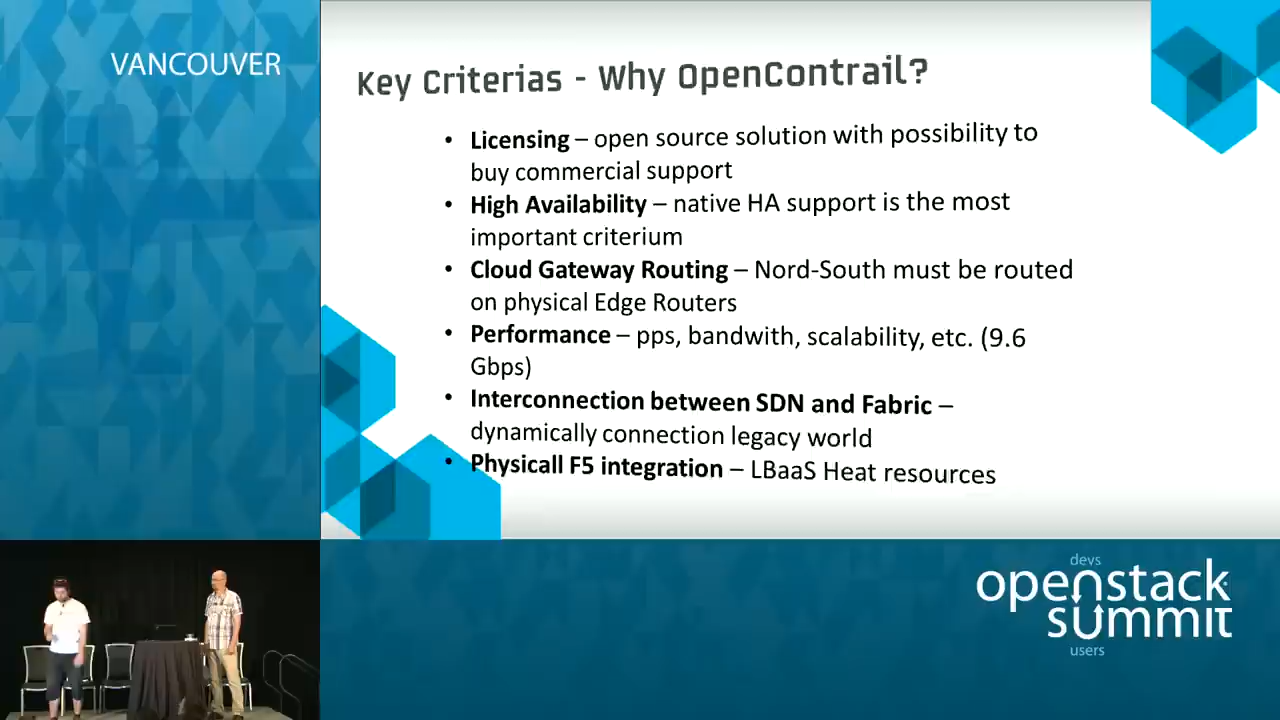 VANCOUVER
Key Criterias - Why OpenContrail?
• Licensing – open source solution with possibility to
buy commercial support
• High Availability – native HA support is the most
important criterium
• Cloud Gateway Routing – Nord-South must be routed
on physical Edge Routers
• Performance – pps, bandwith, scalability, etc. (9.6
Gbps)
• Interconnection between SDN and Fabric –
dynamically connection legacy world
• Physicall F5 integration – LBaaS Heat resources
devs
openstack
summit
users